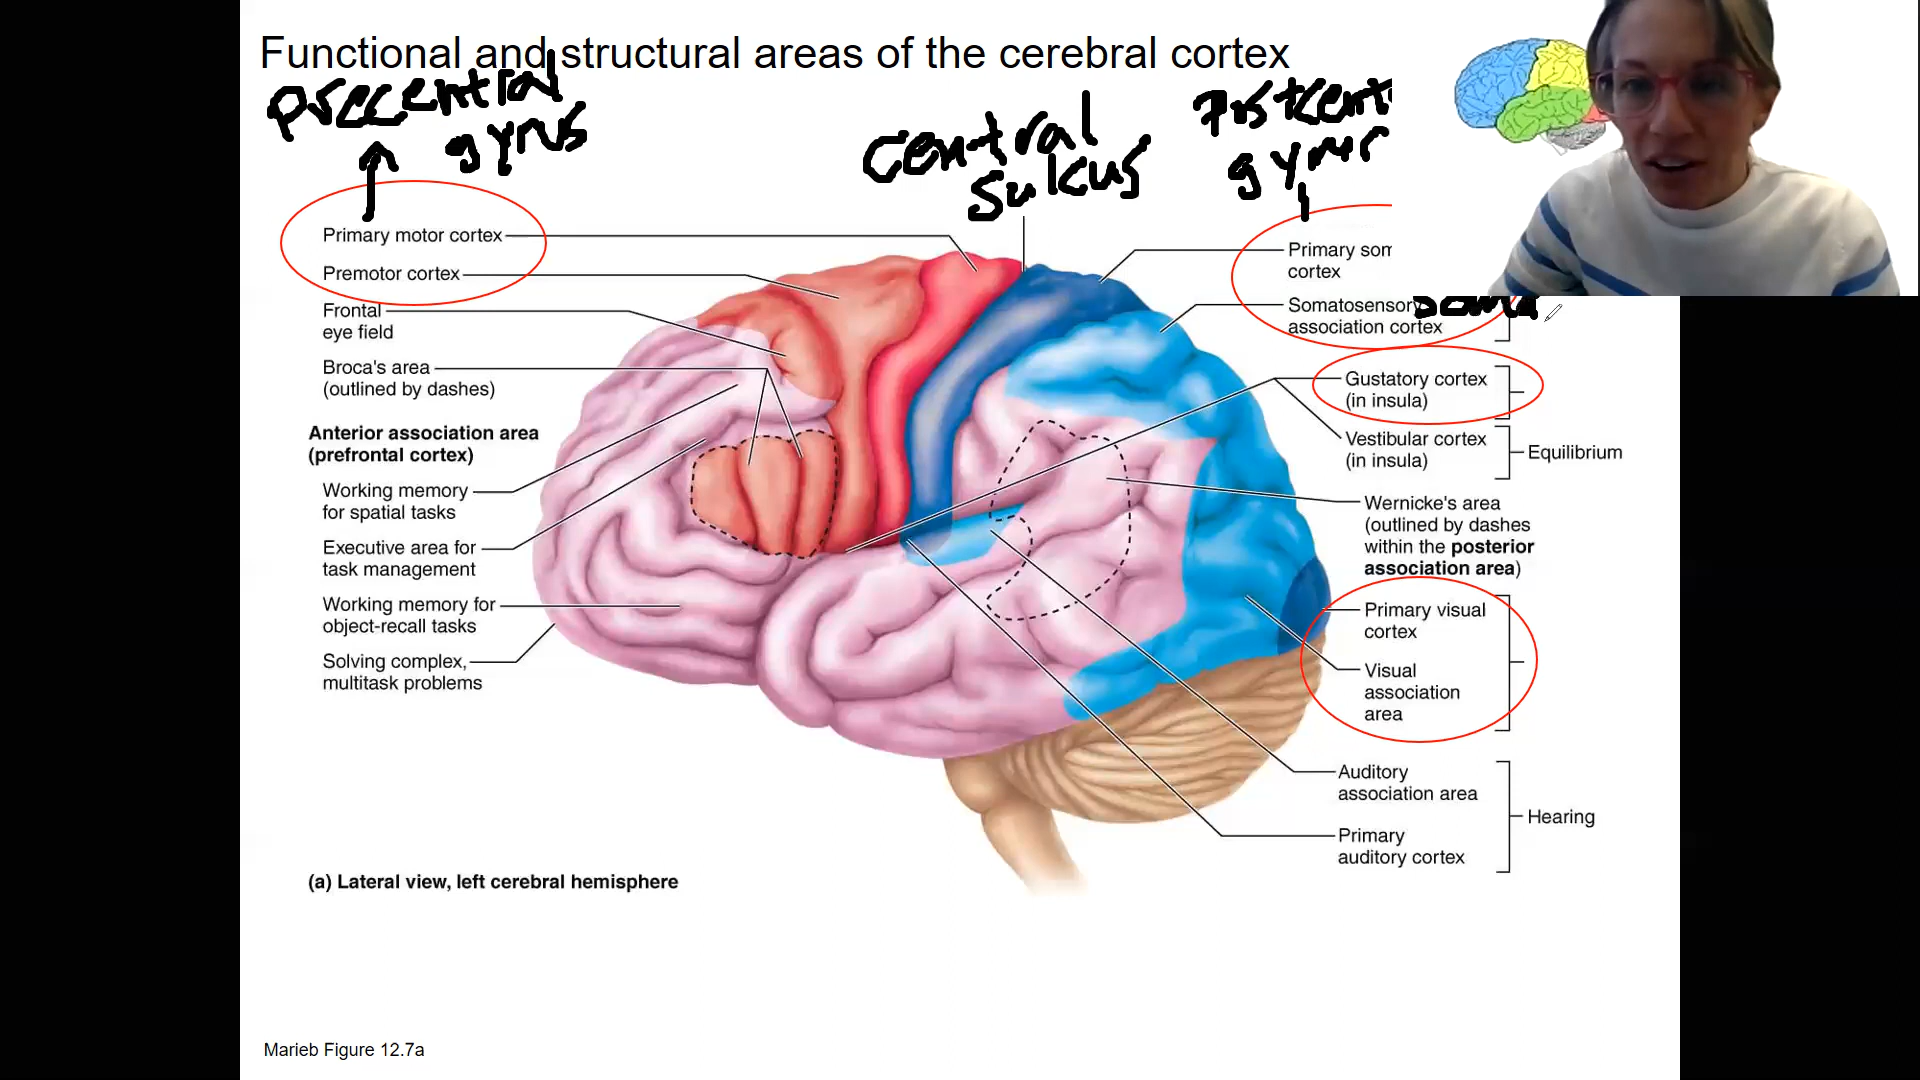 Functional and structural areas of the cerebral cortex
precentral
gyrus
central
sulcus
Postcent
gyrus
Primary motor cortex
Premotor cortex
Frontal
eye field
Broca's area
(outlined by dashes)
Anterior association area
(prefrontal cortex)
Working memory
for spatial tasks
Executive area for
task management
Working memory for
object-recall tasks
Solving complex,
multitask problems
Primary som
cortex
Somatosensory
association cortex
Gustatory cortex
(in insula)
Vestibular cortex
(in insula)
Equilibrium
Wernicke's area
(outlined by dashes
within the posterior
association area)
Primary visual
cortex
Visual
association
area
Auditory
association area
Primary
auditory cortex
Hearing
(a) Lateral view, left cerebral hemisphere
Marieb Figure 12.7a